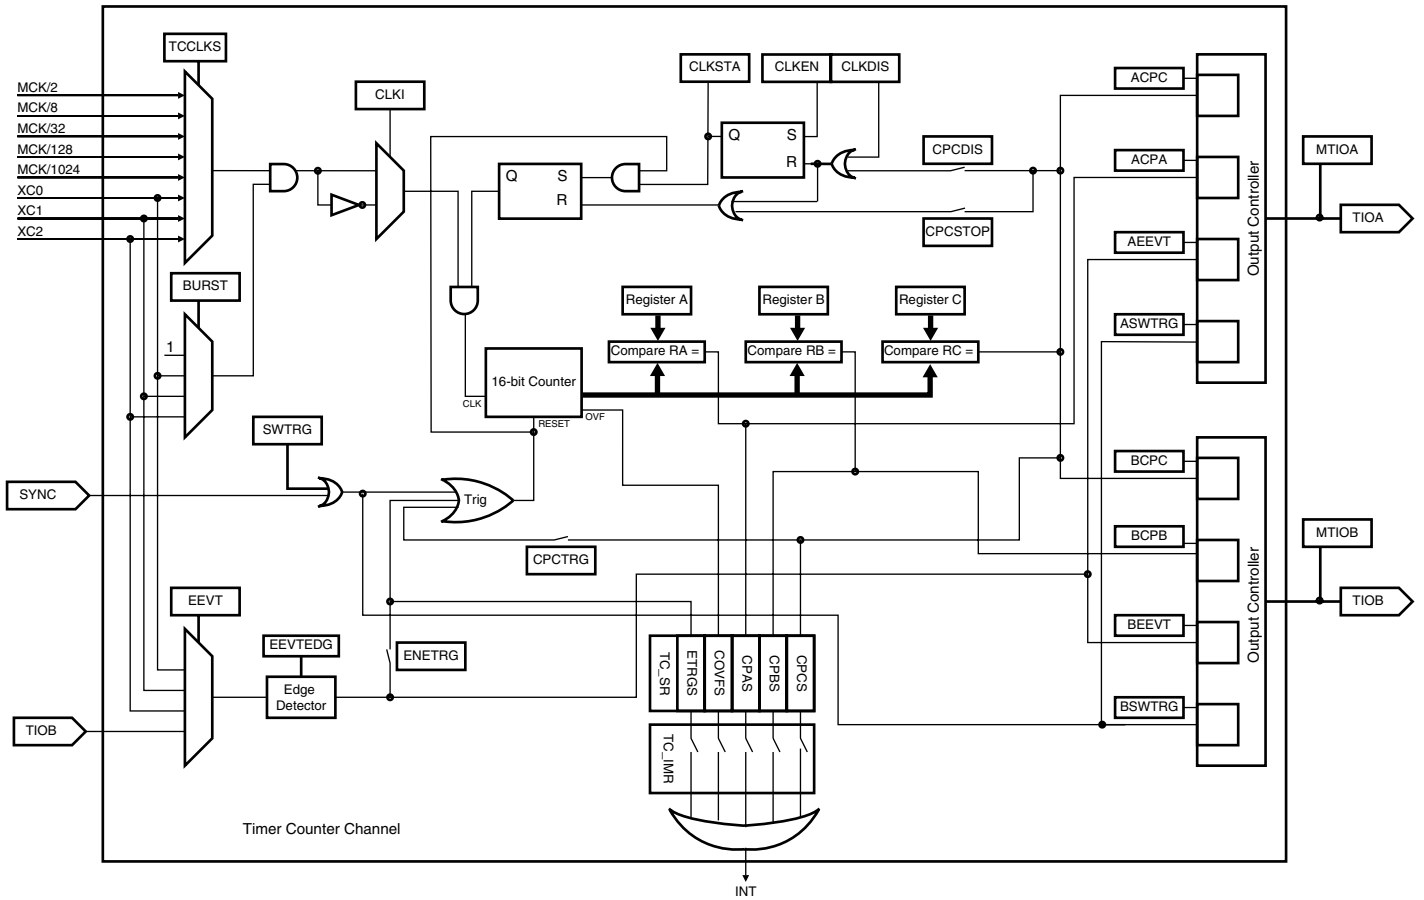 TCCLKS
MCK/2
MCK/8
MCK/32
MCK/128
MCK/1024
XC0
XC1
XC2
CLKI
CLKSTA
CLKEN
CLKDIS
Q
S
R
Q
S
R
CPCDIS
CPCSTOP
ACPC
ACPA
AEEVT
ASWTRG
Output Controller
MTIOA
TIOA
BURST
1
Register A
Register B
Register C
Compare RA =
Compare RB =
Compare RC =
16-bit Counter
CLK
OVF
RESET
SWTRG
SYNC
Trig
CPCTRG
BCPC
BCPB
BEEVT
BSWTRG
Output Controller
MTIOB
TIOB
EEVT
EEVTEDG
Edge
Detector
ENETRG
TIOB
TC_SR
ETRGS
COVFS
CPAS
CPBS
CPCS
TC_IMR
Timer Counter Channel
INT